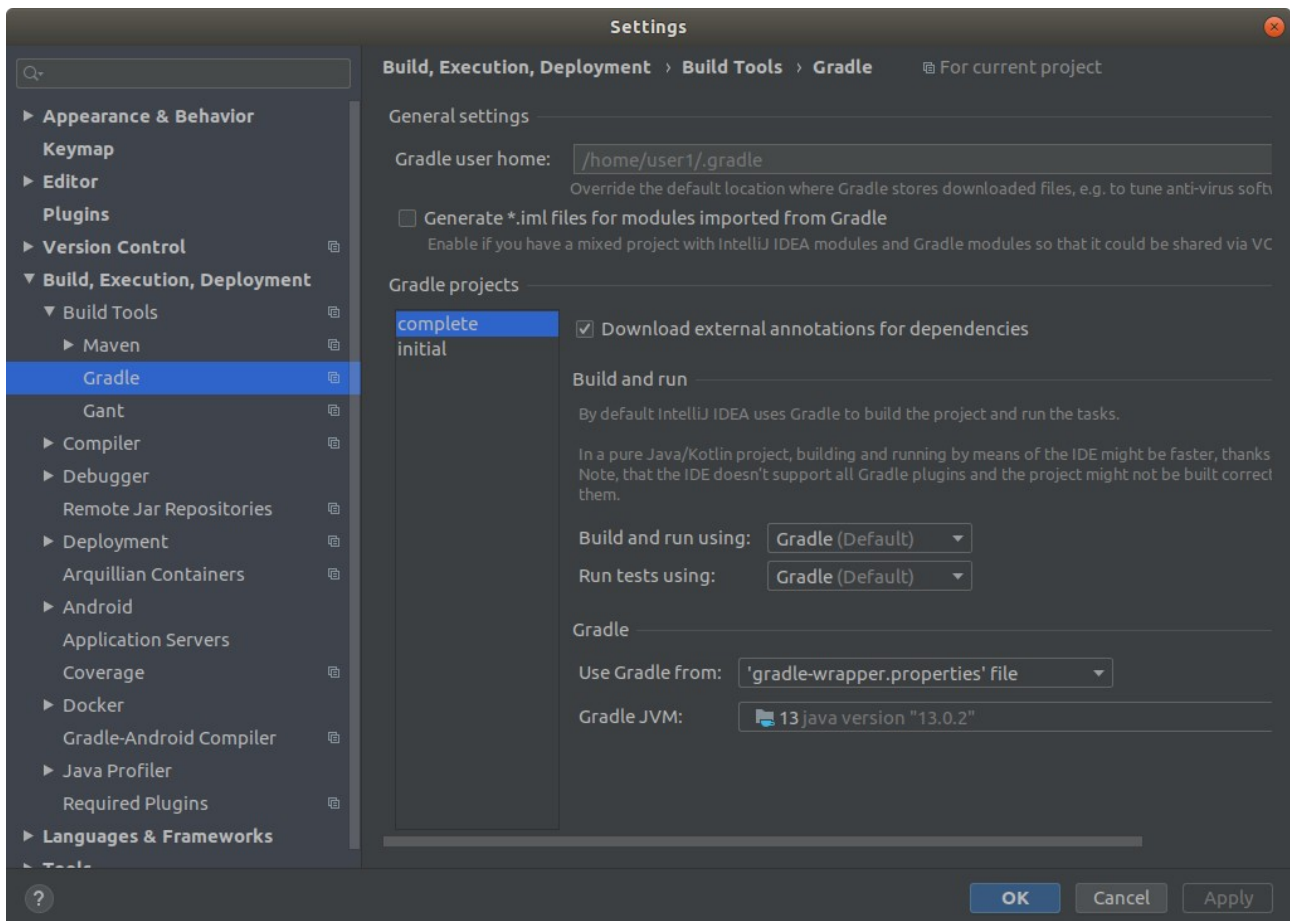 Settings
Appearance & Behavior
Keymap
Editor
Plugins
Version Control
Build, Execution, Deployment
Build Tools
Maven
Gradle
Gant
Compiler
Debugger
Remote Jar Repositories
Deployment
Arquillian Containers
Android
Application Servers
Coverage
Docker
Gradle-Android Compiler
Java Profiler
Required Plugins
Languages & Frameworks
Tools
Build, Execution, Deployment › Build Tools › Gradle For current project
General settings
Gradle user home: /home/user1/.gradle
Override the default location where Gradle stores downloaded files, e.g. to tune anti-virus
Generate *.iml files for modules imported from Gradle
Enable if you have a mixed project with IntelliJ IDEA modules and Gradle modules so that it could be shared via
Gradle projects
complete
initial
Download external annotations for dependencies
Build and run
By default IntelliJ IDEA uses Gradle to build the project and run the tasks.
In a pure Java/Kotlin project, building and running by means of the IDE might be faster, thanks
Note, that the IDE doesn't support all Gradle plugins and the project might not be built correct
them.
Build and run using: Gradle (Default)
Run tests using: Gradle (Default)
Gradle
Use Gradle from: 'gradle-wrapper.properties' file
Gradle JVM: 13 java version "13.0.2"
?
OK Cancel Apply